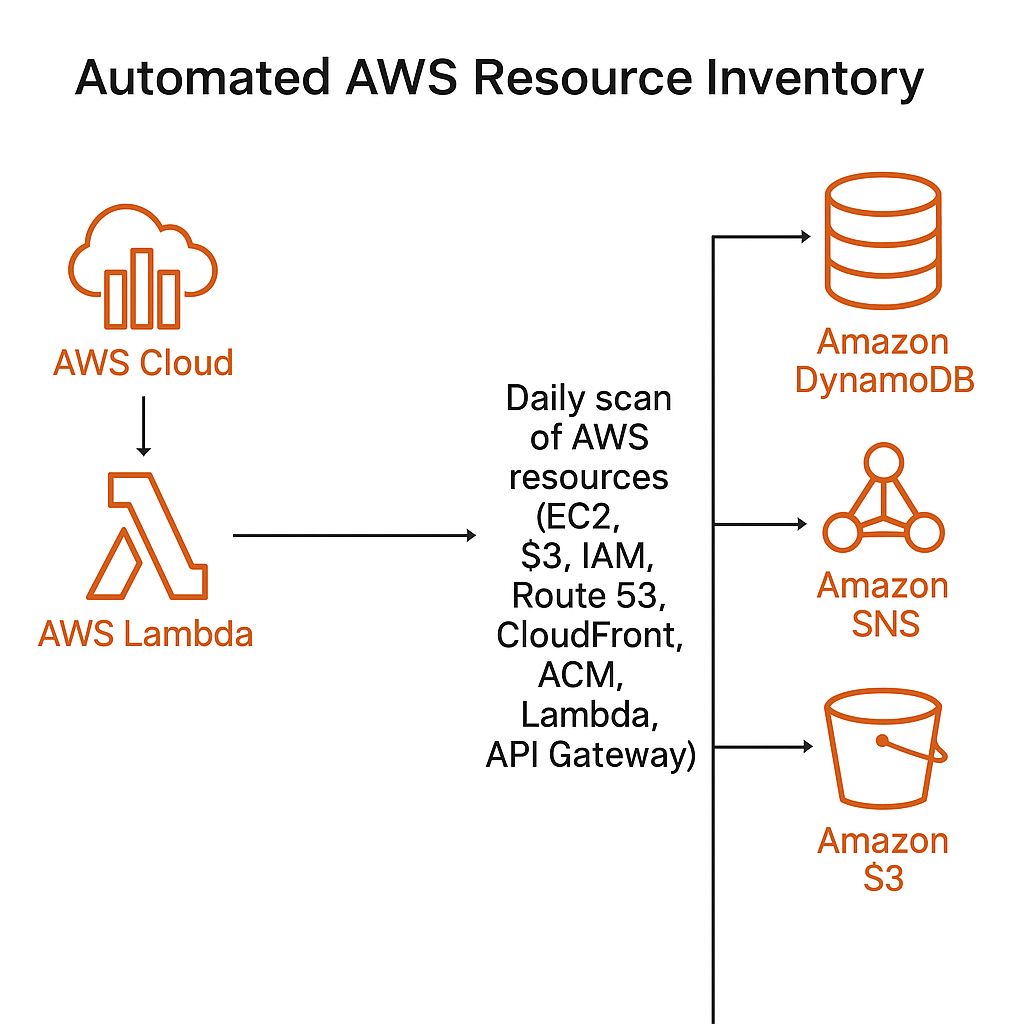 Automated AWS Resource Inventory
AWS Cloud
AWS Lambda
Daily scan
of AWS
resources
(EC2,
$3, IAM,
Route 53,
CloudFront,
ACM,
Lambda,
API Gateway)
Amazon
DynamoDB
Amazon
SNS
Amazon
$3